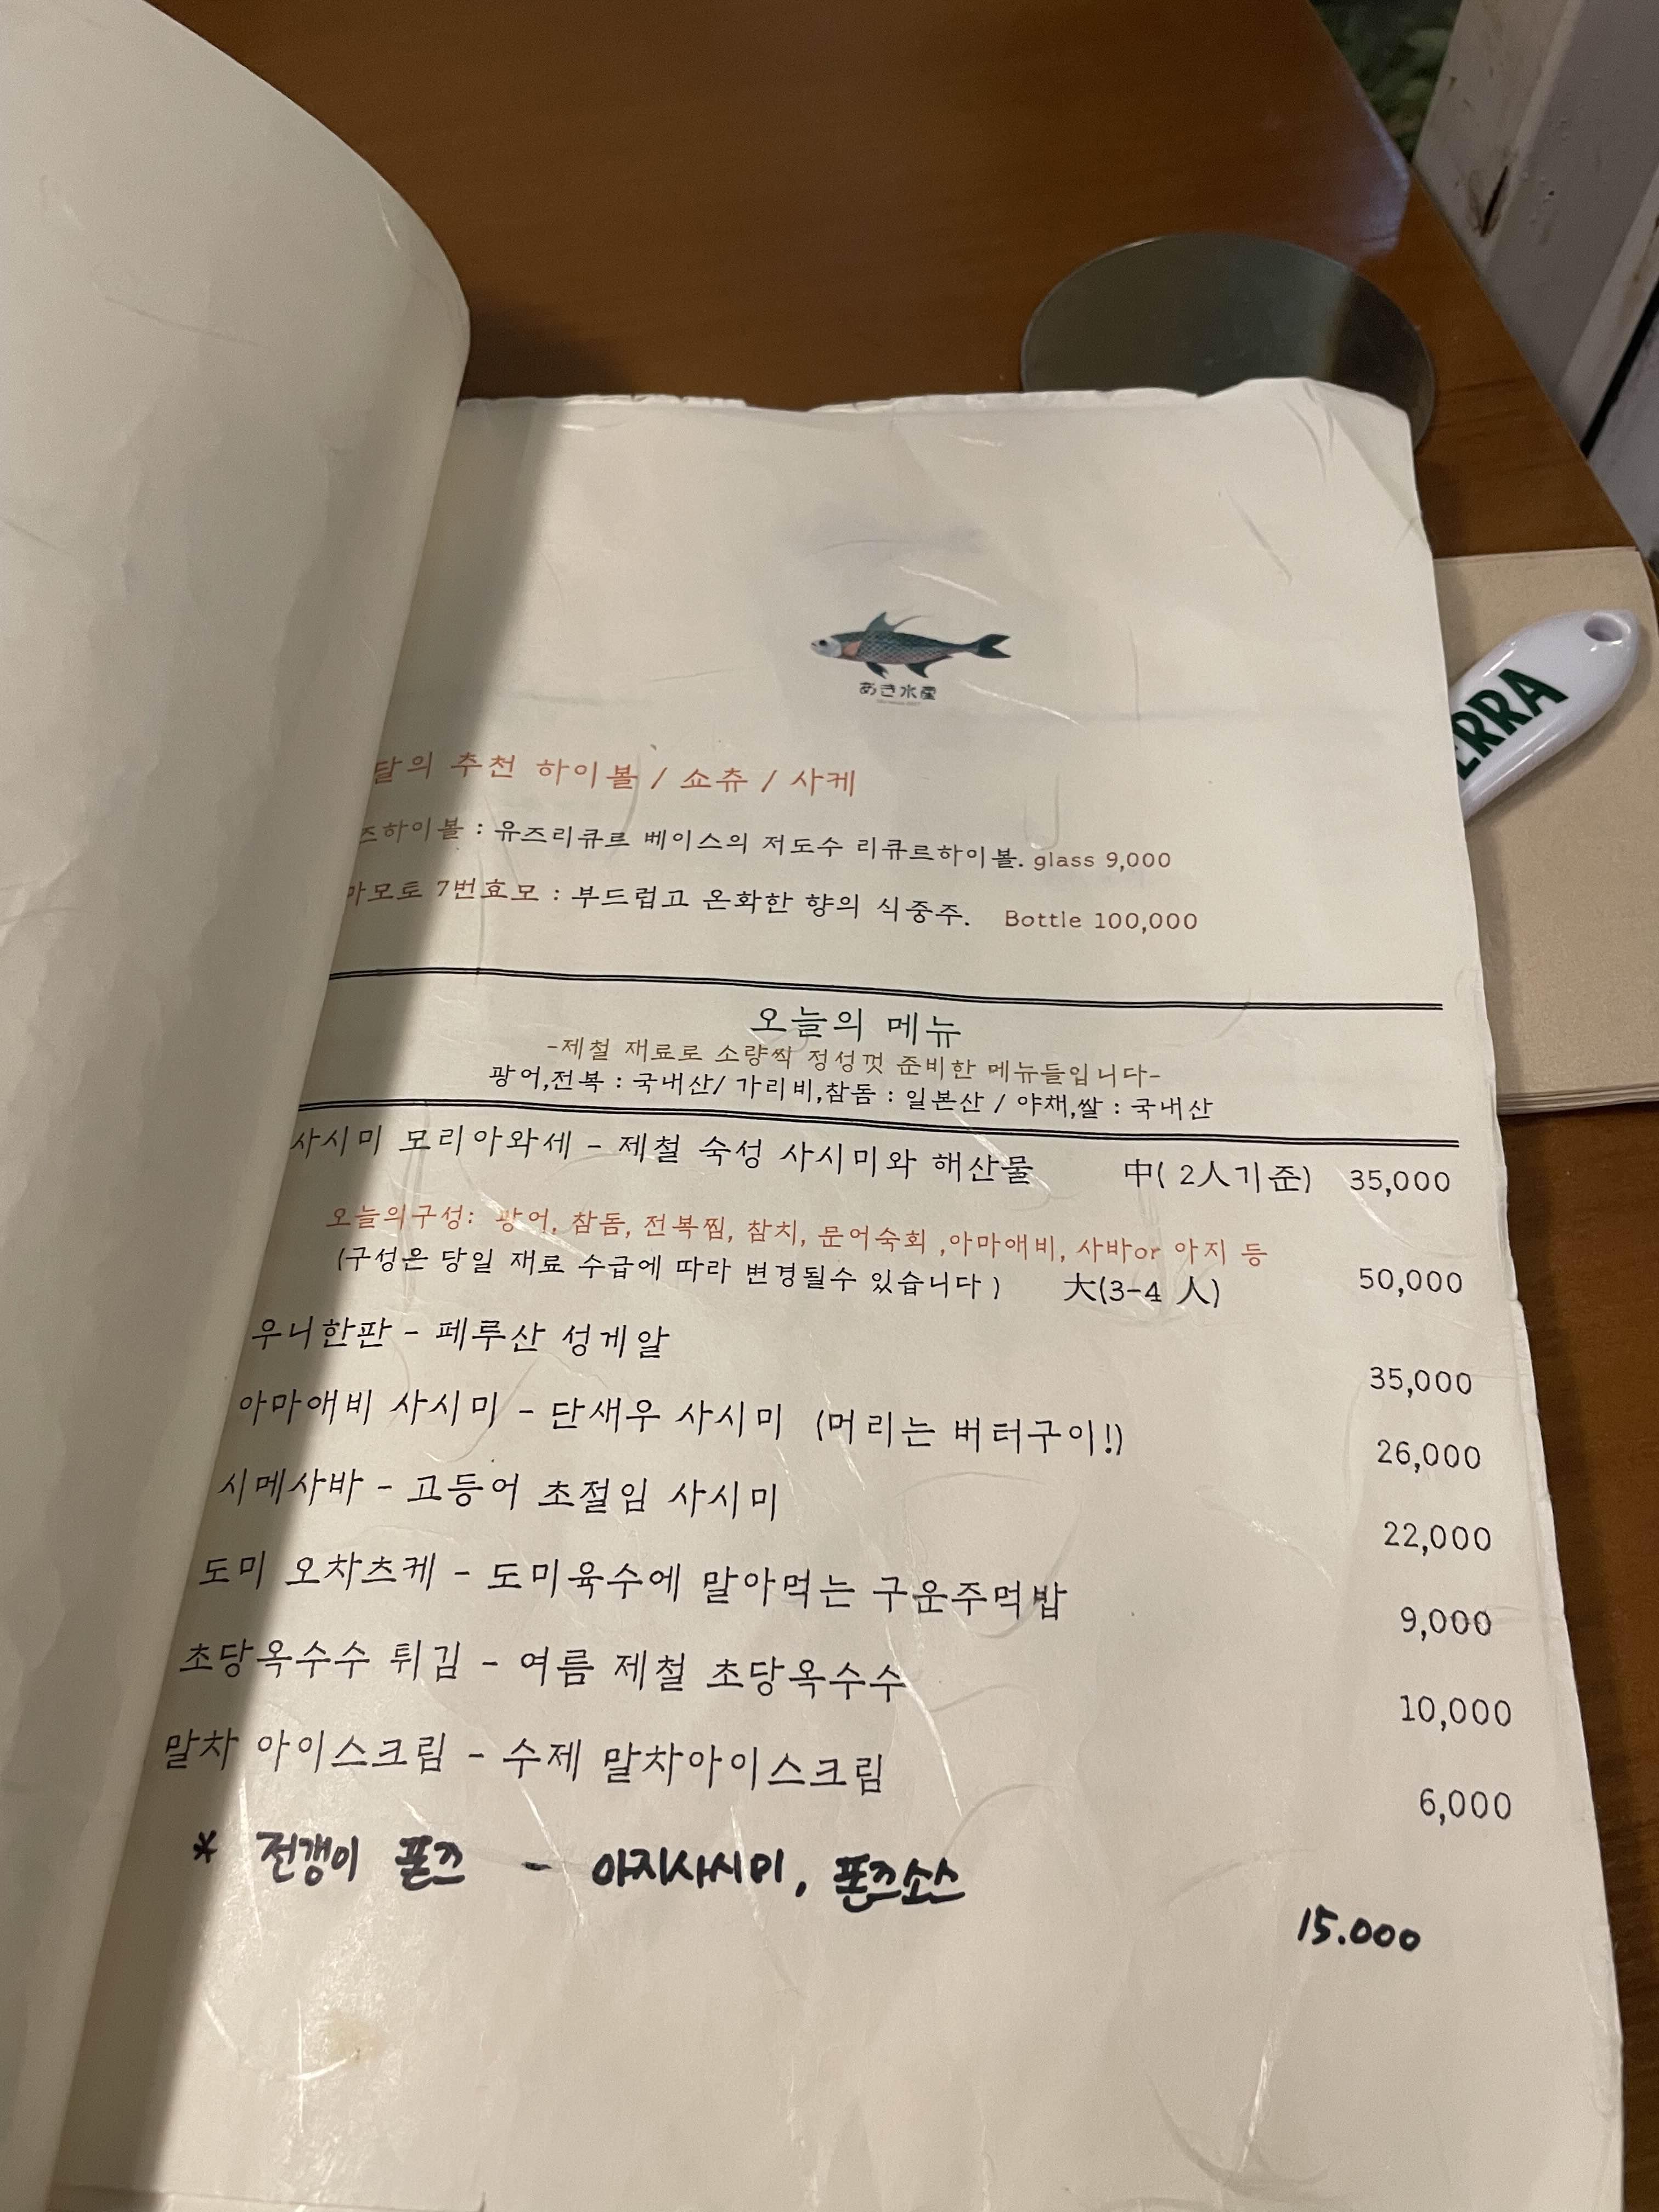 あき水産
달의 추천 하이볼 / 쇼츄 / 사케
즈하이볼 : 유즈리큐르 베이스의 저도수 리큐르하이볼. glass 9,000
마모토 7번효모 : 부드럽고 온화한 향의 식중주. Bottle 100,000
오늘의 메뉴
-제철 재료로 소량싹 정성껏 준비한 메뉴들입니다-
광어,전복 : 국내산/ 가리비,참돔 : 일본산 / 야채,쌀 : 국내산
사시미 모리아와세 - 제철 숙성 사시미와 해산물 中( 2人기준) 35,000
오늘의구성: 광어, 참돔, 전복찜, 참치, 문어숙회 ,아마애비, 사바or 아지 등
(구성은 당일 재료 수급에 따라 변경될수 있습니다 ) 大(3-4 人) 50,000
우니한판 - 페루산 성게알 35,000
아마애비 사시미 - 단새우 사시미 (머리는 버터구이!) 26,000
시메사바 - 고등어 초절임 사시미 22,000
도미 오차츠케 - 도미육수에 말아먹는 구운주먹밥 9,000
초당옥수수 튀김 - 여름 제철 초당옥수수 10,000
말차 아이스크림 - 수제 말차아이스크림 6,000
* 전갱이 폰즈 - 아지사시미, 폰즈소스 15.000
ERRA